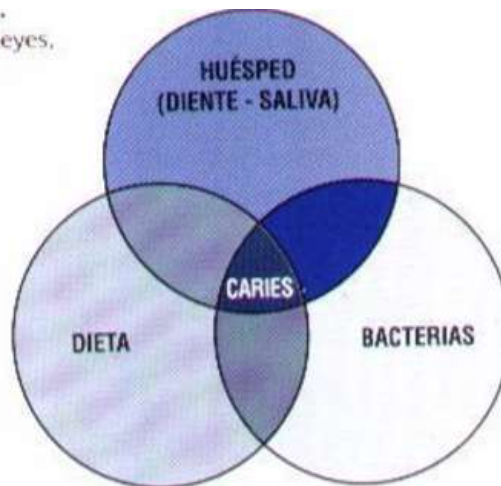 eyes,
HUÉSPED
(DIENTE - SALIVA)
CARIES
DIETA
BACTERIAS